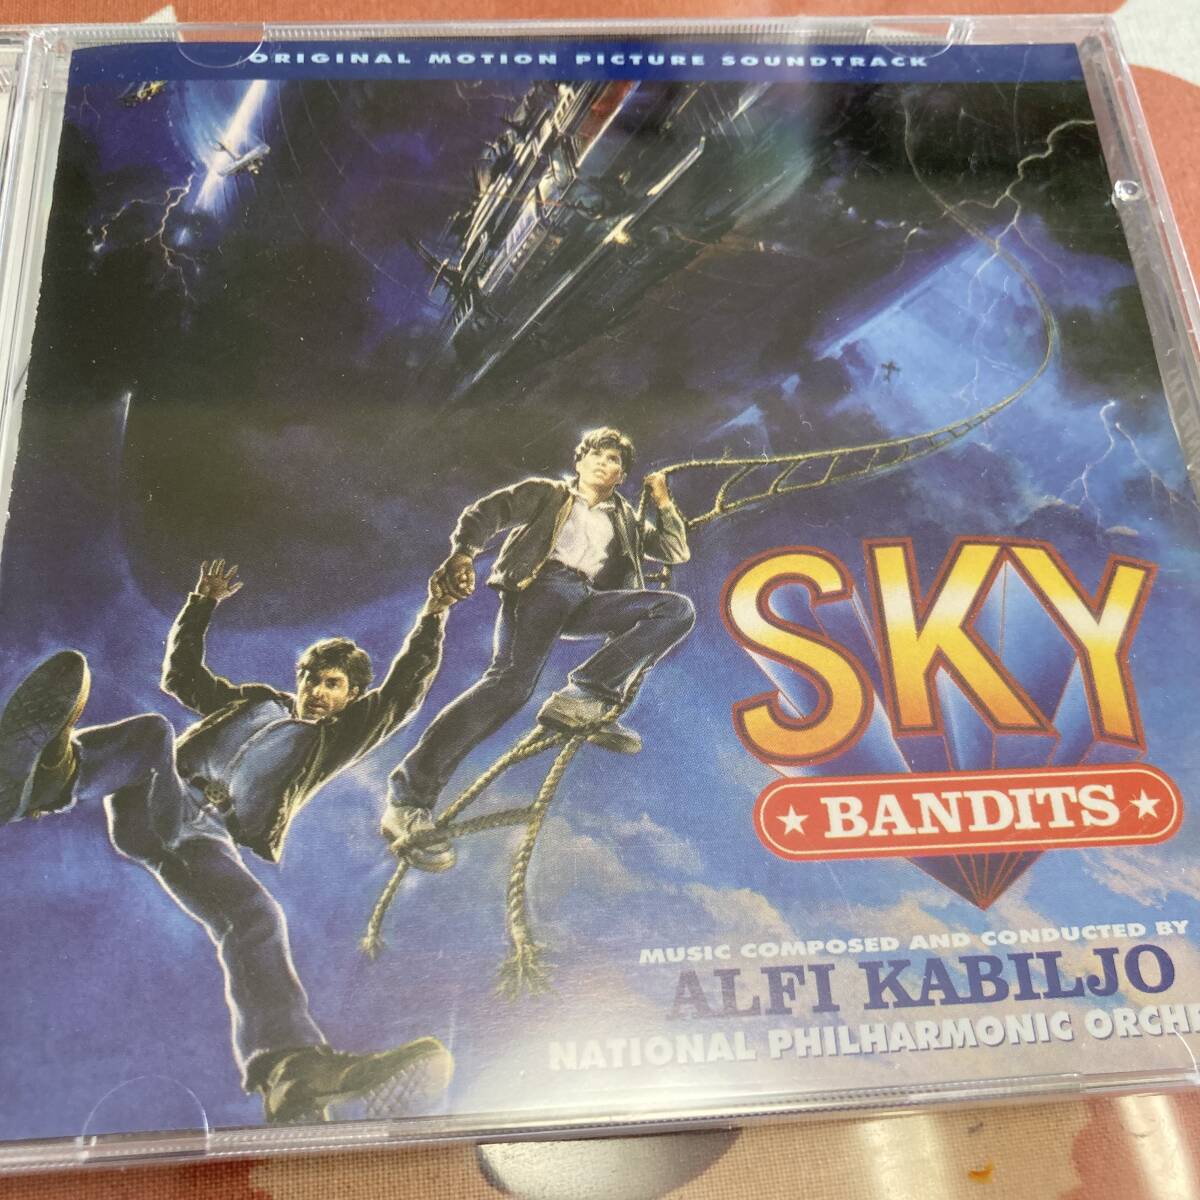 ORIGINAL MOTION PICTURE SOUNDTRACK
SKY
★ BANDITS ★
MUSIC COMPOSED AND CONDUCTED BY
ALFI KABILJO
NATIONAL PHILHARMONIC ORCHE